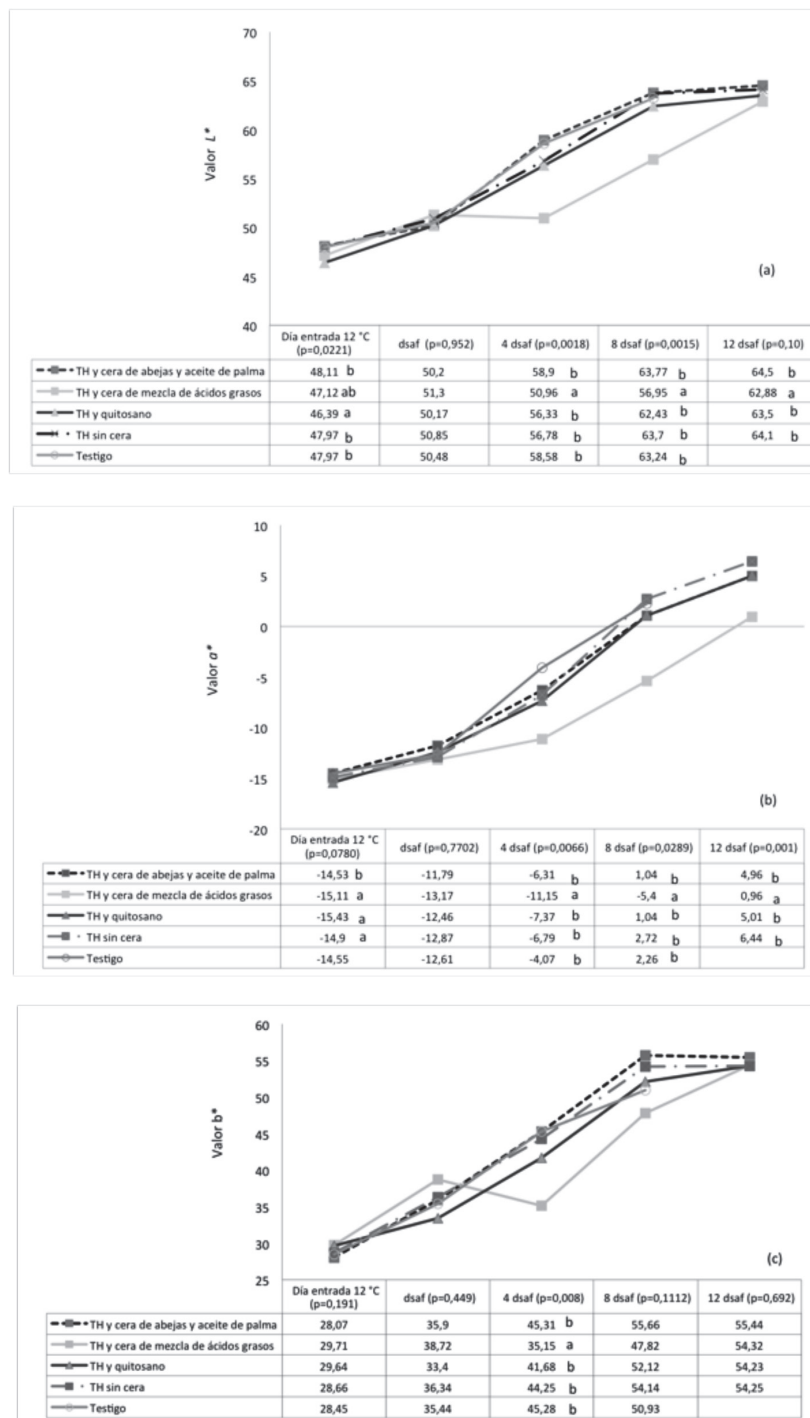 70
65
60
55
50
45
40
Valor L*
(a)
Día entrada 12 °C (p=0,0221) dsaf (p=0,952) 4 dsaf (p=0,0018) 8 dsaf (p=0,0015) 12 dsaf (p=0,10)
TH y cera de abejas y aceite de palma 48,11 b 50,2 58,9 b 63,77 b 64,5 b
TH y cera de mezcla de ácidos grasos 47,12 ab 51,3 50,96 a 56,95 a 62,88 a
TH y quitosano 46,39 a 50,17 56,33 b 62,43 b 63,5 b
TH sin cera 47,97 b 50,85 56,78 b 63,7 b 64,1 b
Testigo 47,97 b 50,48 58,58 b 63,24 b
10
5
0
-5
-10
-15
-20
Valor a*
(b)
Día entrada 12 °C (p=0,0780) dsaf (p=0,7702) 4 dsaf (p=0,0066) 8 dsaf (p=0,0289) 12 dsaf (p=0,001)
TH y cera de abejas y aceite de palma -14,53 b -11,79 -6,31 b 1,04 b 4,96 b
TH y cera de mezcla de ácidos grasos -15,11 a -13,17 -11,15 a -5,4 a 0,96 a
TH y quitosano -15,43 a -12,46 -7,37 b 1,04 b 5,01 b
TH sin cera -14,9 a -12,87 -6,79 b 2,72 b 6,44 b
Testigo -14,55 -12,61 -4,07 b 2,26 b
60
55
50
45
40
35
30
25
Valor b*
(c)
Día entrada 12 °C (p=0,191) dsaf (p=0,449) 4 dsaf (p=0,008) 8 dsaf (p=0,1112) 12 dsaf (p=0,692)
TH y cera de abejas y aceite de palma 28,07 35,9 45,31 b 55,66 55,44
TH y cera de mezcla de ácidos grasos 29,71 38,72 35,15 a 47,82 54,32
TH y quitosano 29,64 33,4 41,68 b 52,12 54,23
TH sin cera 28,66 36,34 44,25 b 54,14 54,25
Testigo 28,45 35,44 45,28 b 50,93